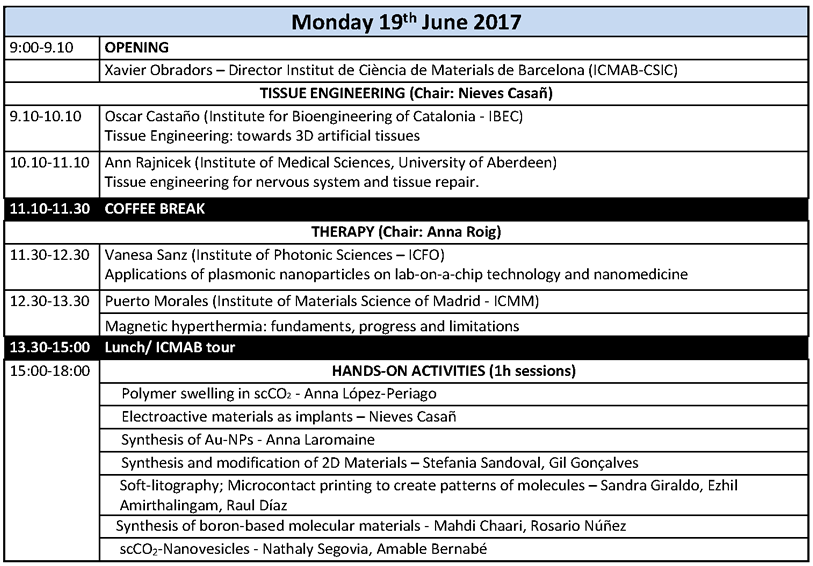 Monday 19th June 2017
9:00-9.10 OPENING
Xavier Obradors – Director Institut de Ciència de Materials de Barcelona (ICMAB-CSIC)
TISSUE ENGINEERING (Chair: Nieves Casañ)
9.10-10.10 Oscar Castaño (Institute for Bioengineering of Catalonia - IBEC)
Tissue Engineering: towards 3D artificial tissues
10.10-11.10 Ann Rajnicek (Institute of Medical Sciences, University of Aberdeen)
Tissue engineering for nervous system and tissue repair.
11.10-11.30 COFFEE BREAK
THERAPY (Chair: Anna Roig)
11.30-12.30 Vanesa Sanz (Institute of Photonic Sciences – ICFO)
Applications of plasmonic nanoparticles on lab-on-a-chip technology and nanomedicine
12.30-13.30 Puerto Morales (Institute of Materials Science of Madrid - ICMM)
Magnetic hyperthermia: fundaments, progress and limitations
13.30-15:00 Lunch/ ICMAB tour
15:00-18:00 HANDS-ON ACTIVITIES (1h sessions)
Polymer swelling in scCO₂ - Anna López-Periago
Electroactive materials as implants – Nieves Casañ
Synthesis of Au-NPs - Anna Laromaine
Synthesis and modification of 2D Materials – Stefania Sandoval, Gil Gonçalves
Soft-litography; Microcontact printing to create patterns of molecules – Sandra Giraldo, Ezhil
Amirthalingam, Raul Díaz
Synthesis of boron-based molecular materials - Mahdi Chaari, Rosario Núñez
scCO₂-Nanovesicles - Nathaly Segovia, Amable Bernabé